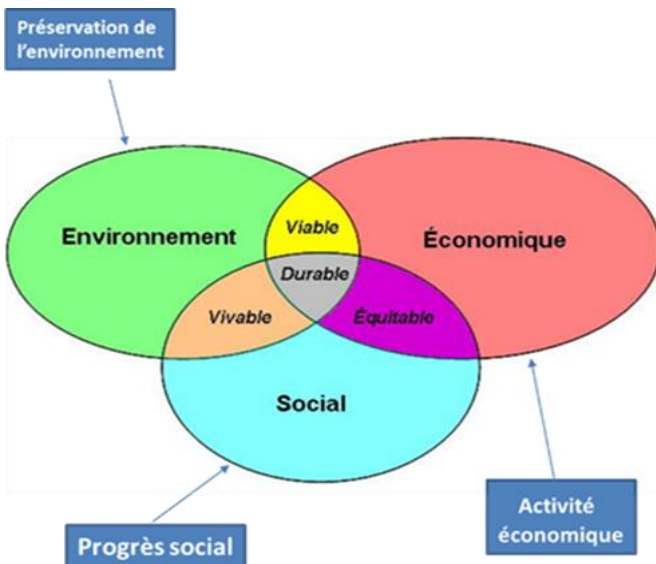 Préservation de
l'environnement
Environnement
Viable
Économique
Durable
Vivable
Équitable
Social
Progrès social
Activité
économique